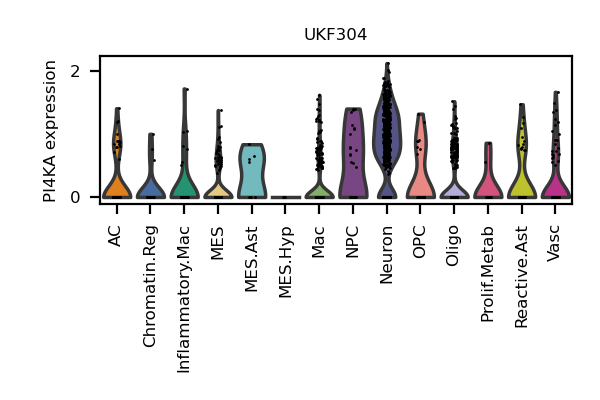 UKF304
PI4KA expression
2
0
AC
Chromatin.Reg
Inflammatory.Mac
MES
MES.Ast
MES.Hyp
Mac
NPC
Neuron
OPC
Oligo
Prolif.Metab
Reactive.Ast
Vasc